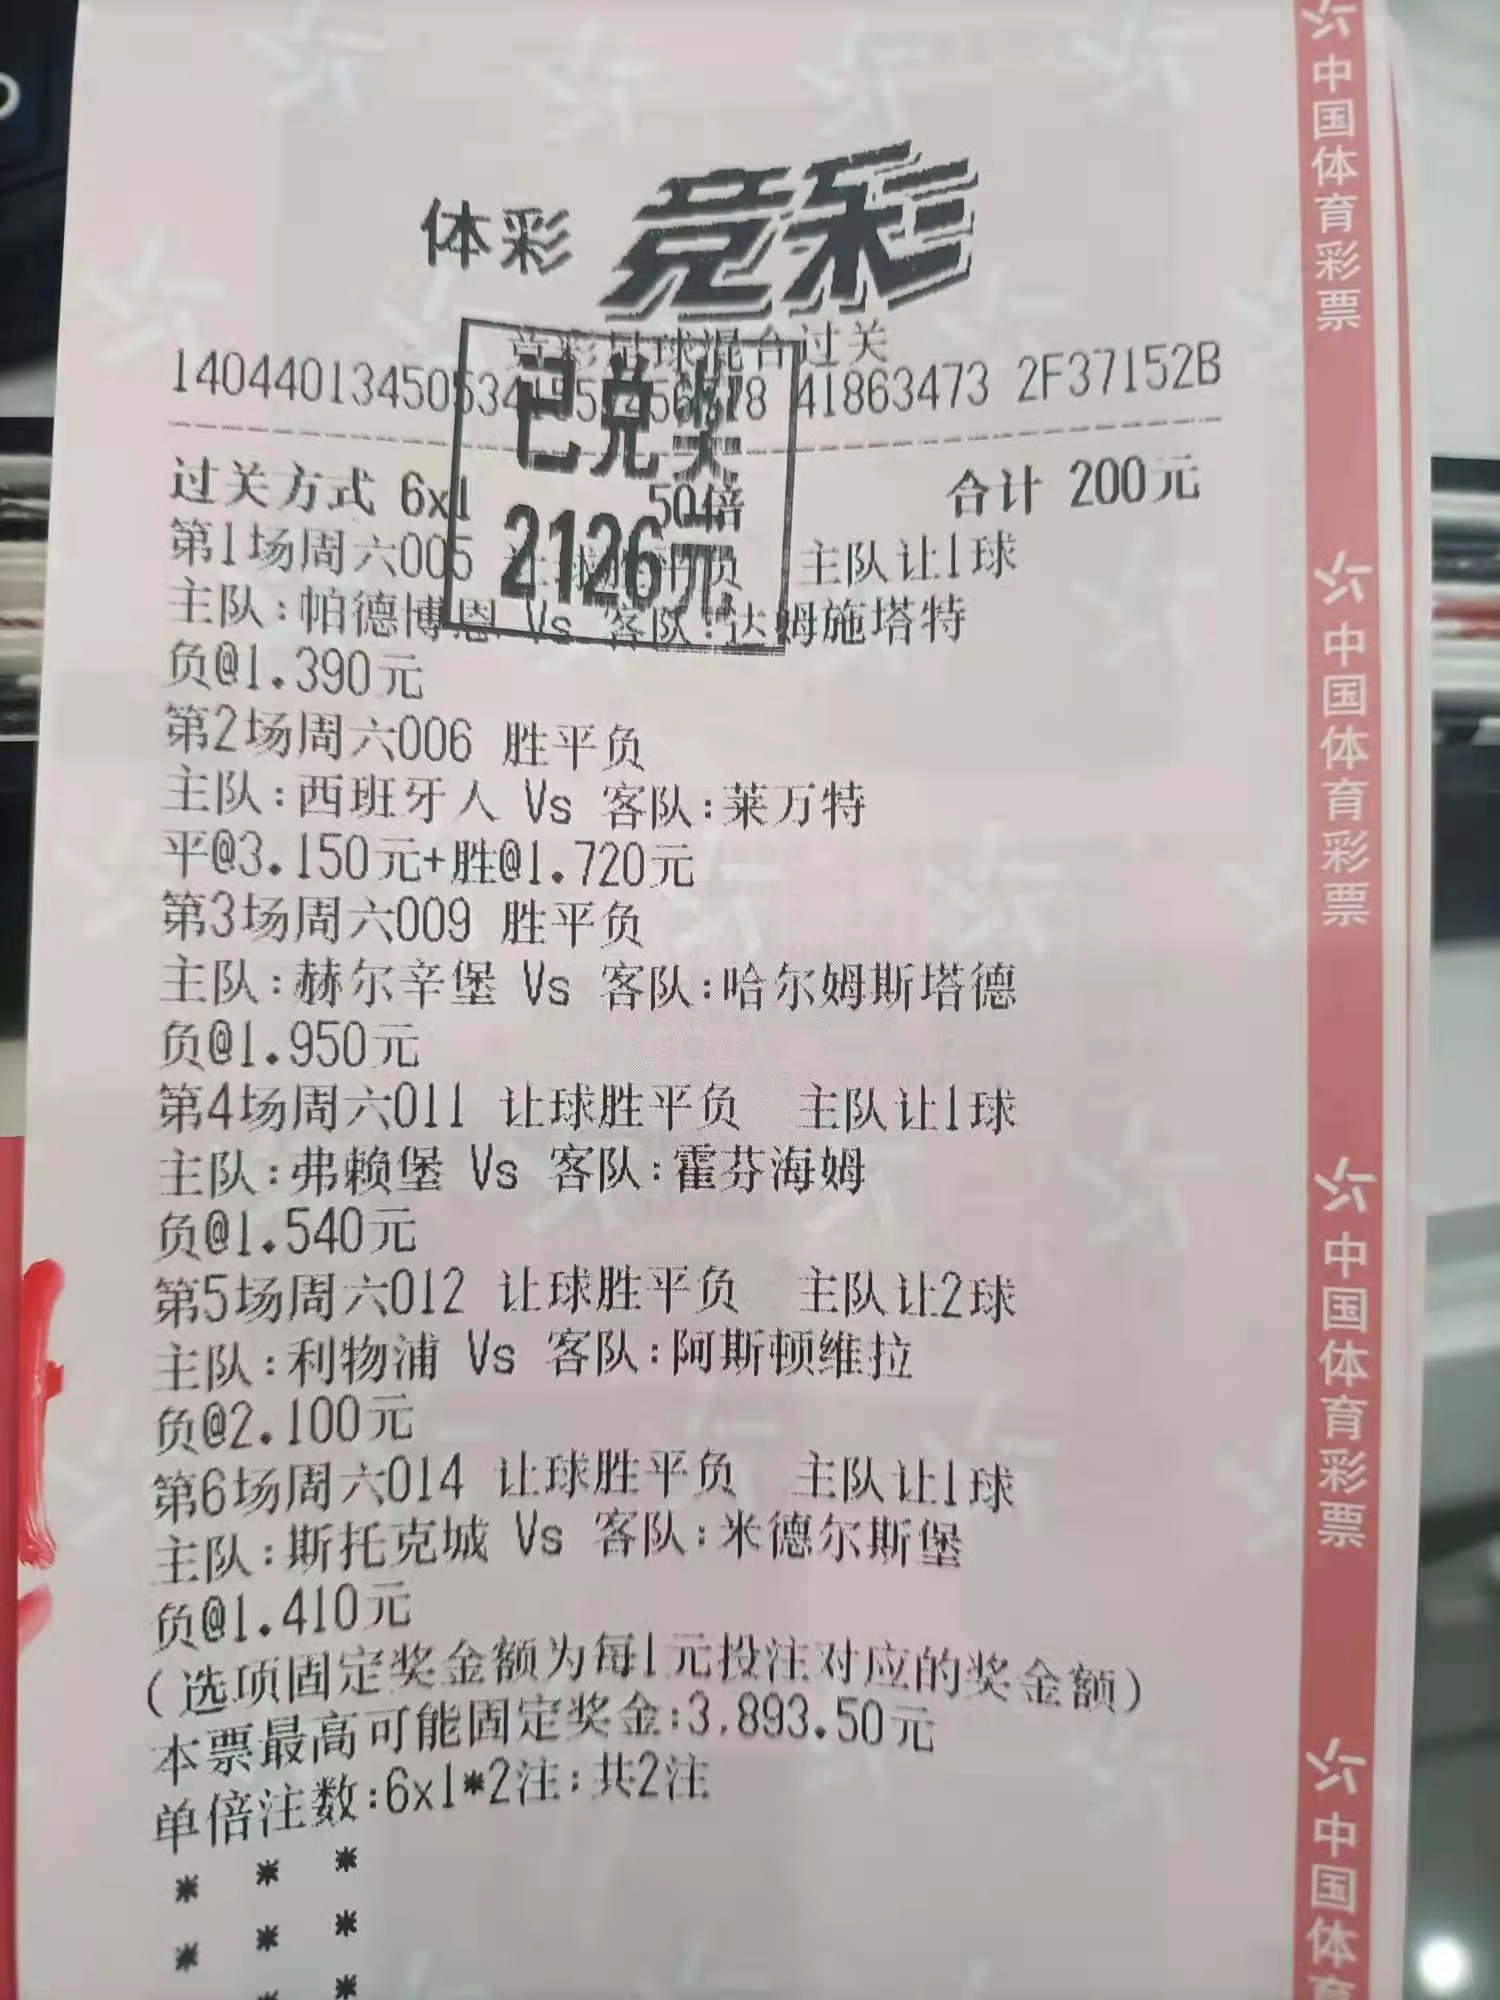 体彩 竞彩
竞彩足球混合过关
41863473 2F37152B
已兑奖
2126元
过关方式 6x1 50倍 合计 200元
第1场周六005 让球胜平负 主队让1球
主队:帕德博恩 Vs 客队:达姆施塔特
负@1.390元
第2场周六006 胜平负
主队:西班牙人 Vs 客队:莱万特
平@3.150元+胜@1.720元
第3场周六009 胜平负
主队:赫尔辛堡 Vs 客队:哈尔姆斯塔德
负@1.950元
第4场周六011 让球胜平负 主队让1球
主队:弗赖堡 Vs 客队:霍芬海姆
负@1.540元
第5场周六012 让球胜平负 主队让2球
主队:利物浦 Vs 客队:阿斯顿维拉
负@2.100元
第6场周六014 让球胜平负 主队让1球
主队:斯托克城 Vs 客队:米德尔斯堡
负@1.410元
(选项固定奖金额为每1元投注对应的奖金额)
本票最高可能固定奖金:3,893.50元
单倍注数:6x1*2注;共2注
* * *
* * *
* *
中国体育彩票
中国体育彩票
中国体育彩票
中国体育